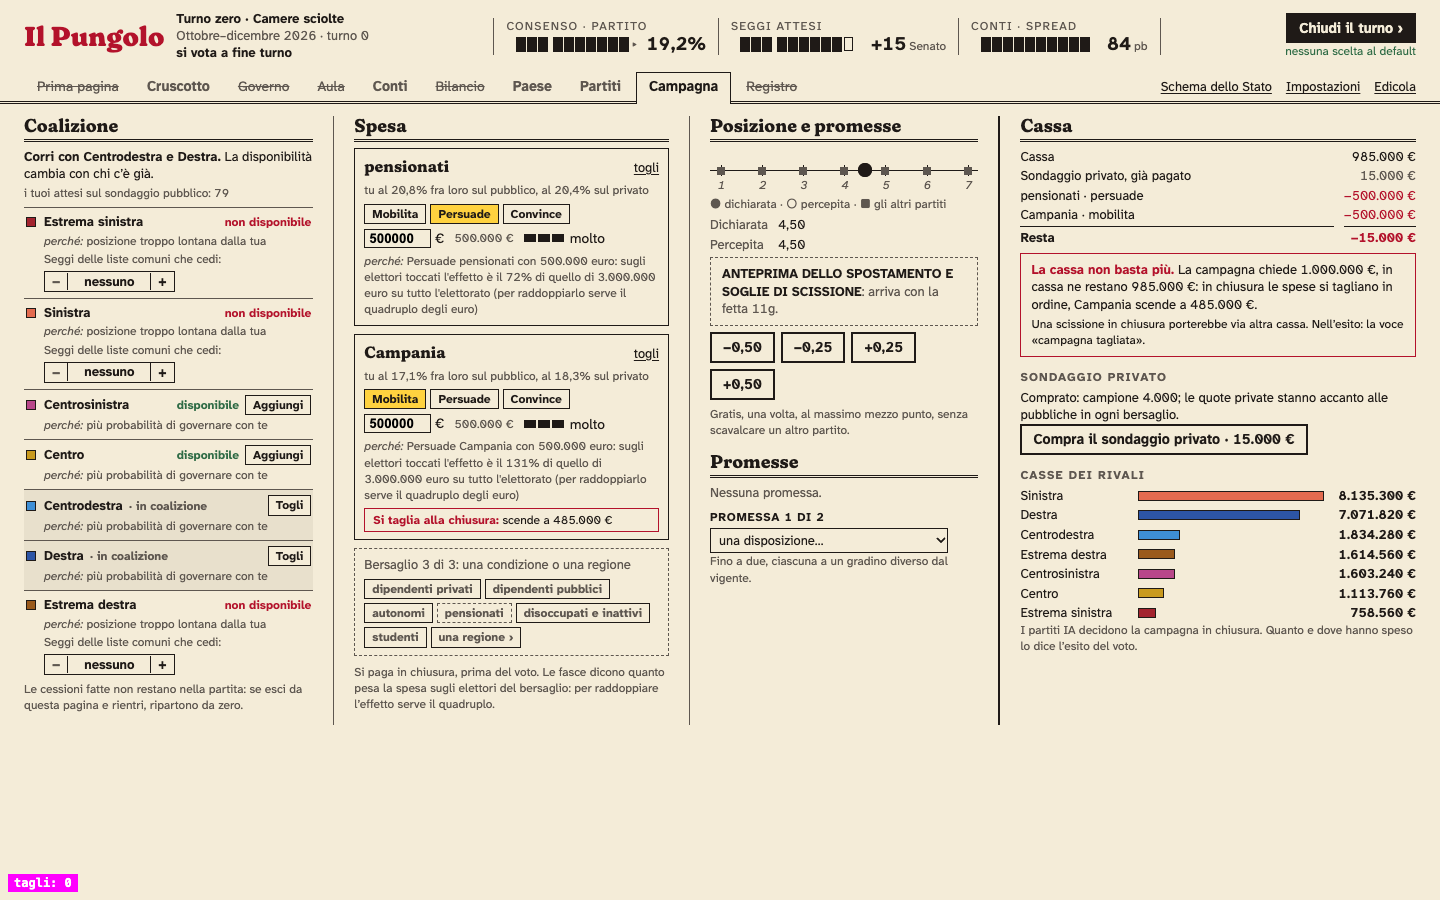 Il Pungolo
Turno zero · Camere sciolte
Ottobre–dicembre 2026 · turno 0
si vota a fine turno
CONSENSO · PARTITO
19,2%
SEGGI ATTESI
+15 Senato
CONTI · SPREAD
84 pb
Chiudi il turno ›
nessuna scelta al default
Prima pagina
Cruscotto
Governo
Aula
Conti
Bilancio
Paese
Partiti
Campagna
Registro
Schema dello Stato
Impostazioni
Edicola
Coalizione
Corri con Centrodestra e Destra. La disponibilità
cambia con chi c'è già.
i tuoi attesi sul sondaggio pubblico: 79
Estrema sinistra
non disponibile
perché: posizione troppo lontana dalla tua
Seggi delle liste comuni che cedi:
− nessuno +
Sinistra
non disponibile
perché: posizione troppo lontana dalla tua
Seggi delle liste comuni che cedi:
− nessuno +
Centrosinistra
disponibile Aggiungi
perché: più probabilità di governare con te
Centro
disponibile Aggiungi
perché: più probabilità di governare con te
Centrodestra · in coalizione
Togli
perché: più probabilità di governare con te
Destra · in coalizione
Togli
perché: più probabilità di governare con te
Estrema destra
non disponibile
perché: posizione troppo lontana dalla tua
Seggi delle liste comuni che cedi:
− nessuno +
Le cessioni fatte non restano nella partita: se esci da
questa pagina e rientri, ripartono da zero.
Spesa
pensionati
togli
tu al 20,8% fra loro sul pubblico, al 20,4% sul privato
Mobilita Persuade Convince
500000 € 500.000 € molto
perché: Persuade pensionati con 500.000 euro: sugli
elettori toccati l'effetto è il 72% di quello di 3.000.000
euro su tutto l'elettorato (per raddoppiarlo serve il
quadruplo degli euro)
Campania
togli
tu al 17,1% fra loro sul pubblico, al 18,3% sul privato
Mobilita Persuade Convince
500000 € 500.000 € molto
perché: Persuade Campania con 500.000 euro: sugli
elettori toccati l'effetto è il 131% di quello di
3.000.000 euro su tutto l'elettorato (per raddoppiarlo
serve il quadruplo degli euro)
Si taglia alla chiusura: scende a 485.000 €
Bersaglio 3 di 3: una condizione o una regione
dipendenti privati dipendenti pubblici
autonomi pensionati disoccupati e inattivi
studenti una regione ›
Si paga in chiusura, prima del voto. Le fasce dicono quanto
pesa la spesa sugli elettori del bersaglio: per raddoppiare
l'effetto serve il quadruplo.
Posizione e promesse
1 2 3 4 5 6 7
dichiarata · percepita · gli altri partiti
Dichiarata 4,50
Percepita 4,50
ANTEPRIMA DELLO SPOSTAMENTO E
SOGLIE DI SCISSIONE: arriva con la
fetta 11g.
−0,50 −0,25 +0,25
+0,50
Gratis, una volta, al massimo mezzo punto, senza
scavalcare un altro partito.
Promesse
Nessuna promessa.
PROMESSA 1 DI 2
una disposizione...
Fino a due, ciascuna a un gradino diverso dal
vigente.
Cassa
Cassa 985.000 €
Sondaggio privato, già pagato 15.000 €
pensionati · persuade −500.000 €
Campania · mobilita −500.000 €
Resta −15.000 €
La cassa non basta più. La campagna chiede 1.000.000 €, in
cassa ne restano 985.000 €: in chiusura le spese si tagliano in
ordine, Campania scende a 485.000 €.
Una scissione in chiusura porterebbe via altra cassa. Nell'esito: la voce
«campagna tagliata».
SONDAGGIO PRIVATO
Comprato: campione 4.000; le quote private stanno accanto alle
pubbliche in ogni bersaglio.
Compra il sondaggio privato · 15.000 €
CASSE DEI RIVALI
Sinistra 8.135.300 €
Destra 7.071.820 €
Centrodestra 1.834.280 €
Estrema destra 1.614.560 €
Centrosinistra 1.603.240 €
Centro 1.113.760 €
Estrema sinistra 758.560 €
I partiti IA decidono la campagna in chiusura. Quanto e dove hanno speso
lo dice l'esito del voto.
tagli: 0